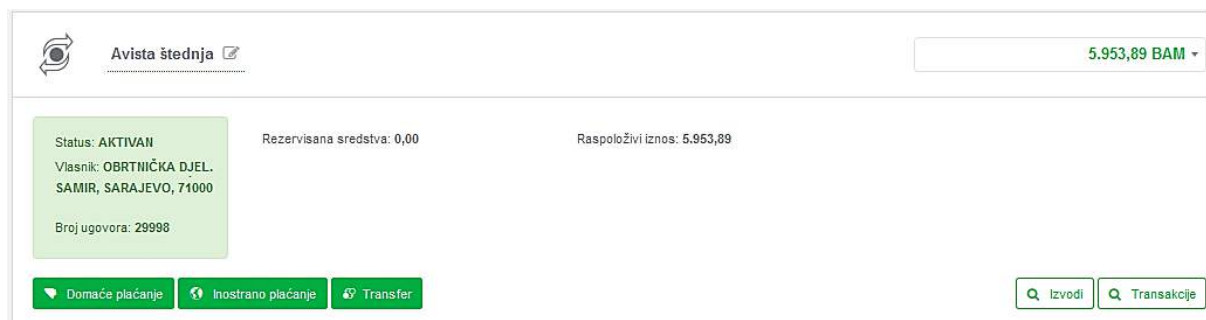 Avista štednja
5.953,89 BAM
Status: AKTIVAN
Vlasnik: OBRTNIČKA DJEL.
SAMIR, SARAJEVO, 71000
Broj ugovora: 29998
Rezervisana sredstva: 0,00
Raspoloživi iznos: 5.953,89
Domaće plaćanje
Inostrano plaćanje
Transfer
Izvodi
Transakcije